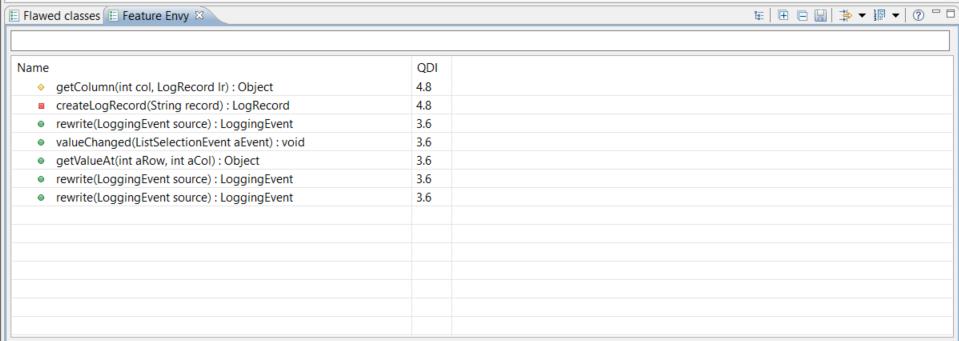 Flawed classes Feature Envy
Name QDI
getColumn(int col, LogRecord lr) : Object 4.8
createLogRecord(String record) : LogRecord 4.8
rewrite(LoggingEvent source) : LoggingEvent 3.6
valueChanged(ListSelectionEvent aEvent) : void 3.6
getValueAt(int aRow, int aCol) : Object 3.6
rewrite(LoggingEvent source) : LoggingEvent 3.6
rewrite(LoggingEvent source) : LoggingEvent 3.6